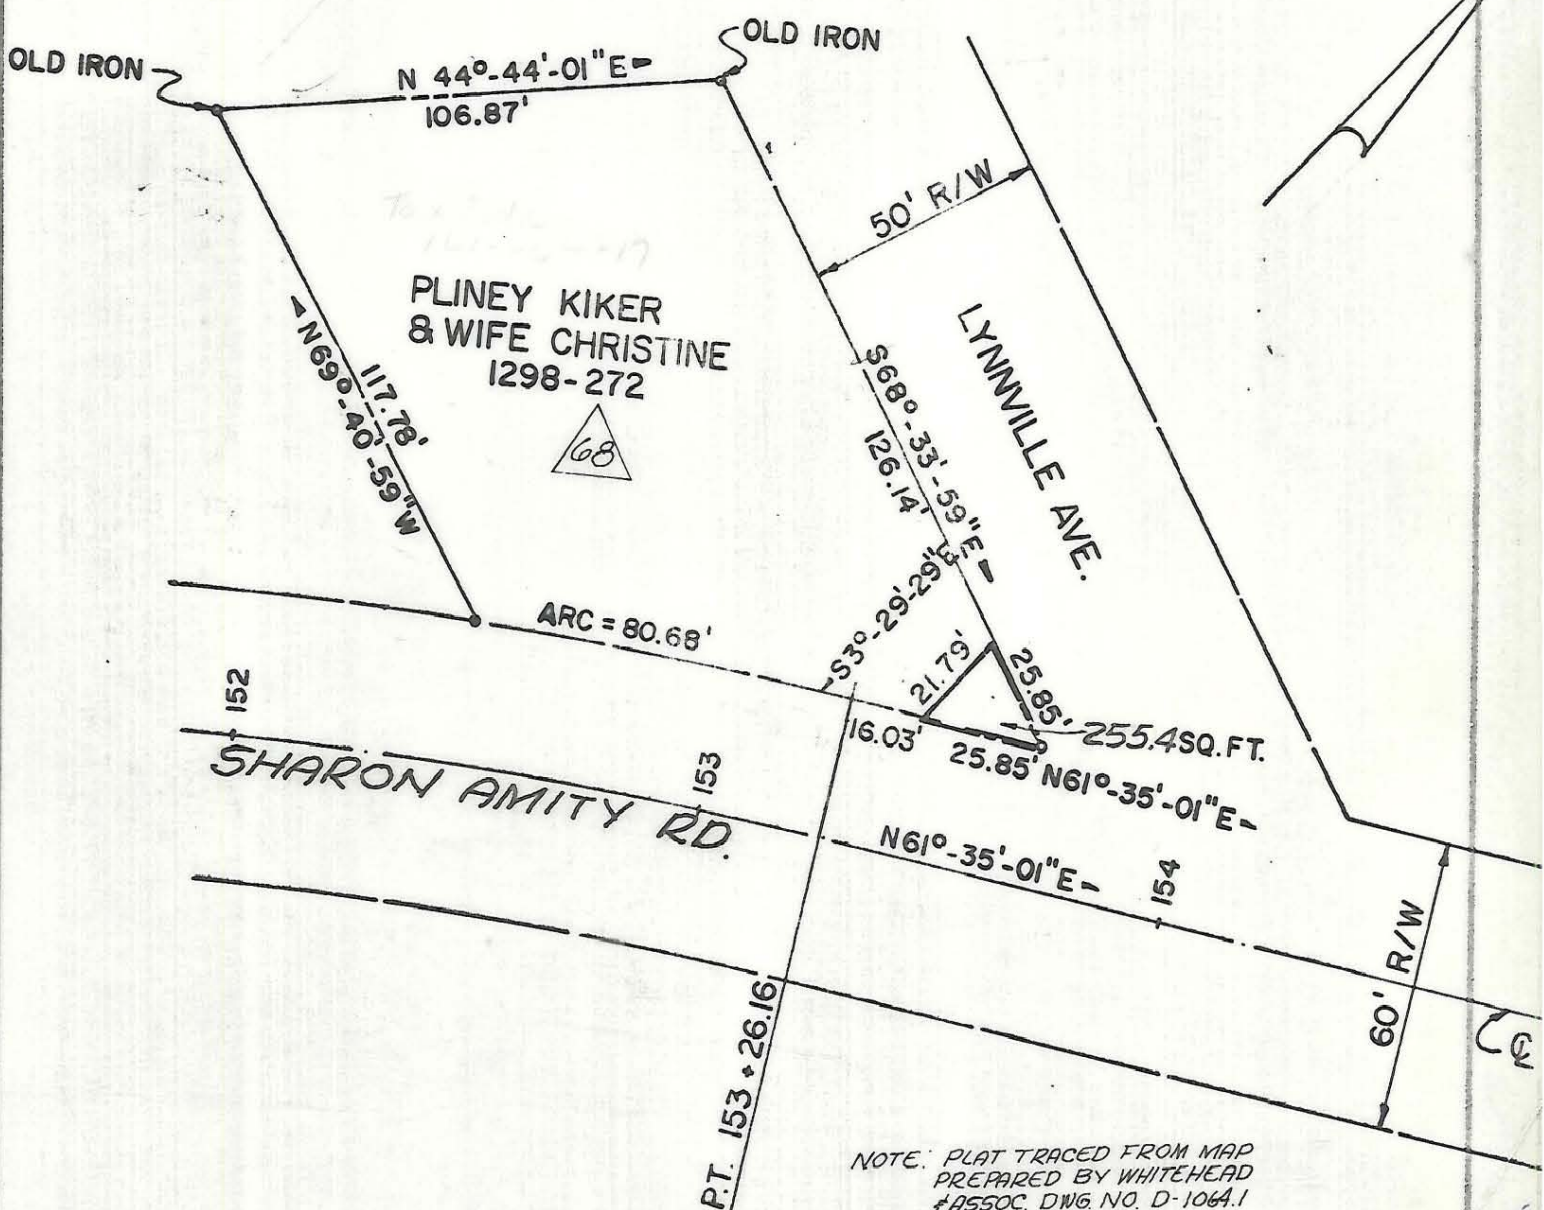 OLD IRON
OLD IRON
N 44°-44'-01"E
106.87'
50' R/W
PLINEY KIKER
& WIFE CHRISTINE
1298-272
68
LYNNVILLE AVE.
N69°-40'-59"W
117.78'
S68°-33'-59"E
126.14'
S3°-29'-29"E
ARC = 80.68'
21.79'
25.85'
255.4 SQ. FT.
16.03'
25.85' N61°-35'-01"E
152
153
SHARON AMITY RD.
N61°-35'-01"E
154
60' R/W
P.T. 153 + 26.16
NOTE: PLAT TRACED FROM MAP
PREPARED BY WHITEHEAD
& ASSOC. DWG. NO. D-1064.1